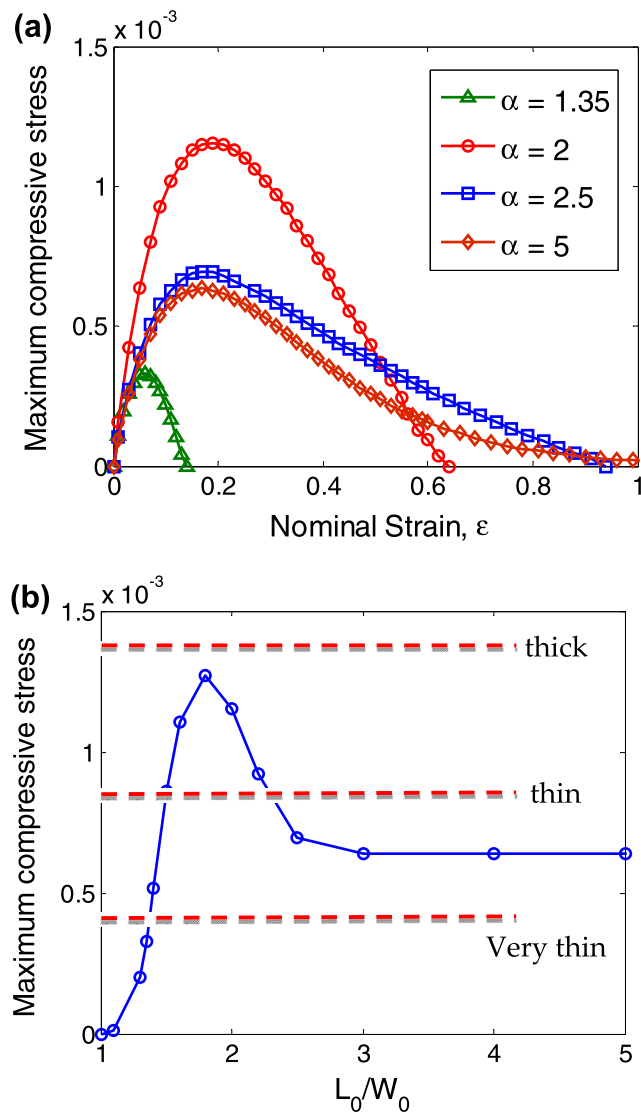 (a)
× 10⁻³
1.5
1
0.5
0
Maximum compressive stress
α = 1.35
α = 2
α = 2.5
α = 5
0 0.2 0.4 0.6 0.8 1
Nominal Strain, ε
(b)
× 10⁻³
1.5
1
0.5
0
Maximum compressive stress
thick
thin
Very thin
1 2 3 4 5
L₀/W₀